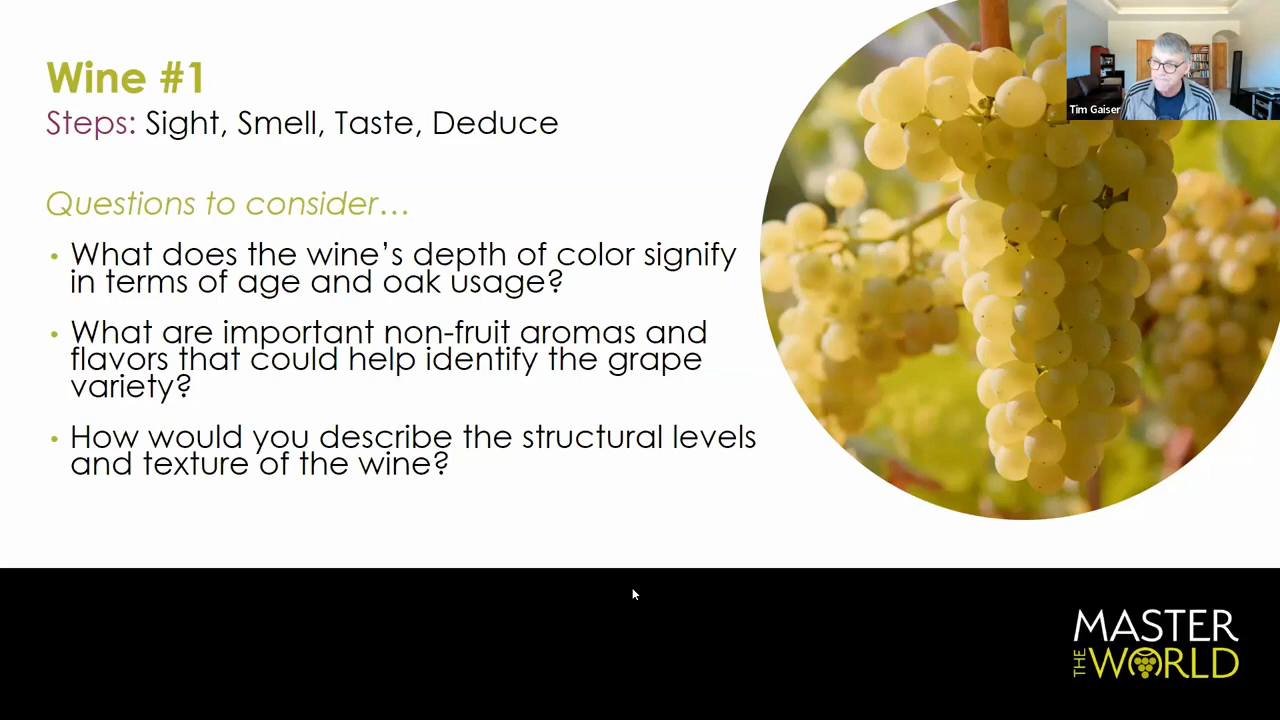 Wine #1
Steps: Sight, Smell, Taste, Deduce
Questions to consider…
• What does the wine’s depth of color signify
in terms of age and oak usage?
• What are important non-fruit aromas and
flavors that could help identify the grape
variety?
• How would you describe the structural levels
and texture of the wine?
Tim Gaiser
MASTER
THE WORLD